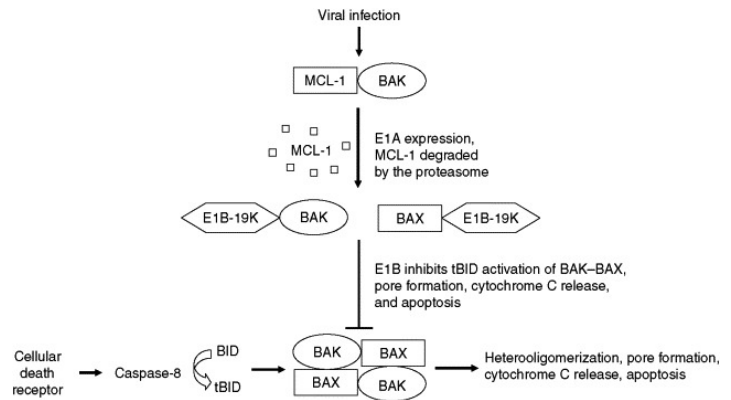 Viral infection
MCL-1 BAK
E1A expression,
MCL-1 degraded
by the proteasome
MCL-1
E1B-19K BAK BAX E1B-19K
E1B inhibits tBID activation of BAK–BAX,
pore formation, cytochrome C release,
and apoptosis
Cellular
death
receptor
Caspase-8
BID
tBID
BAK BAX
BAX BAK
Heterooligomerization, pore formation,
cytochrome C release, apoptosis